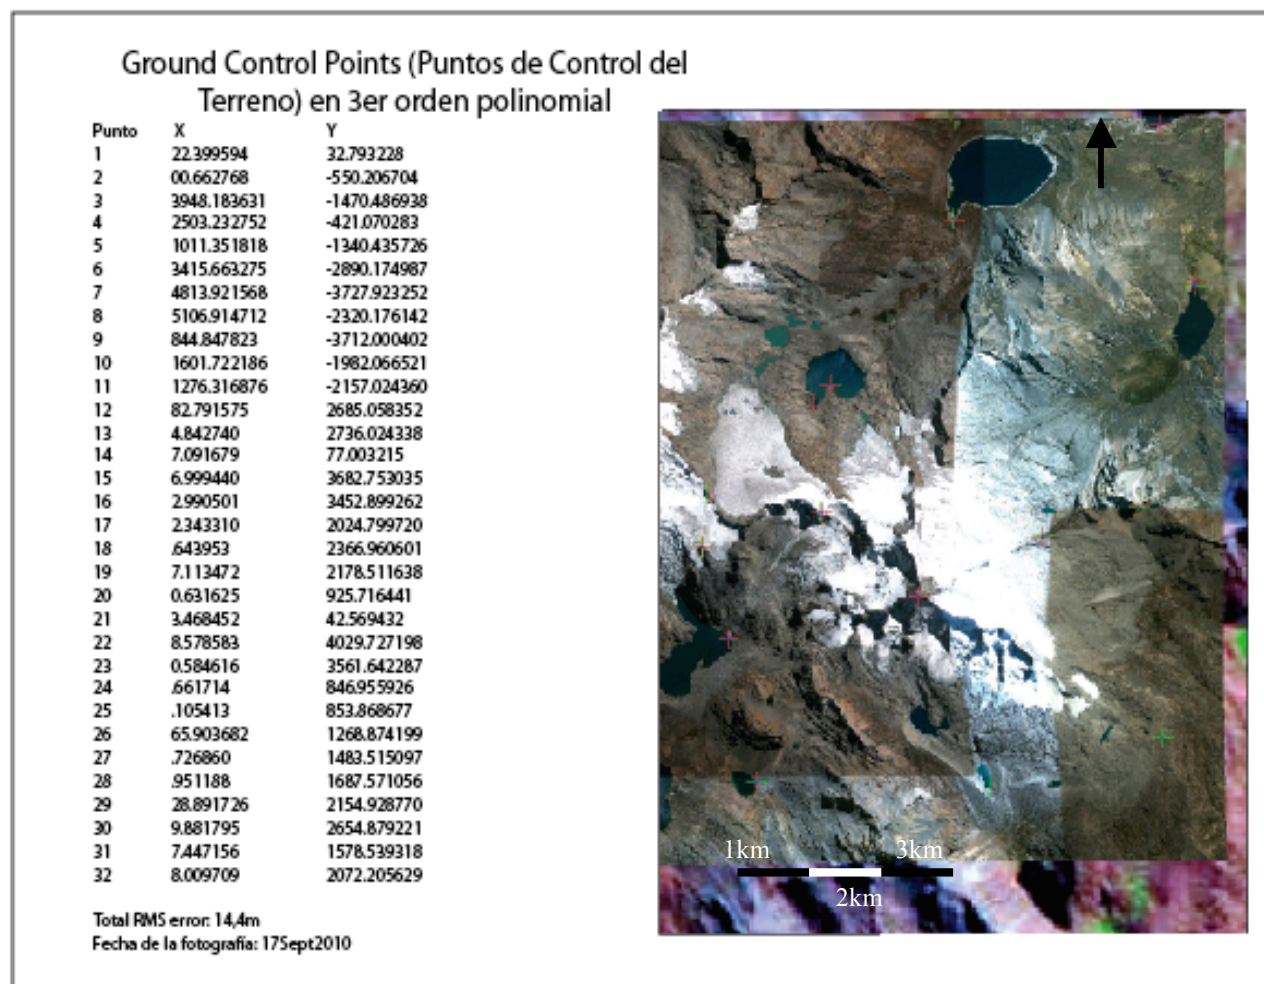 Ground Control Points (Puntos de Control del
Terreno) en 3er orden polinomial
Punto X Y
1 22.399594 32.793228
2 00.662768 -550.206704
3 3948.183631 -1470.486938
4 2503.232752 -421.070283
5 1011.351818 -1340.435726
6 3415.663275 -2890.174987
7 4813.921568 -3727.923252
8 5106.914712 -2320.176142
9 844.847823 -3712.000402
10 1601.722186 -1982.066521
11 1276.316876 -2157.024360
12 82.791575 2685.058352
13 4.842740 2736.024338
14 7.091679 77.003215
15 6.999440 3682.753035
16 2.990501 3452.899262
17 2.343310 2024.799720
18 .643953 2366.960601
19 7.113472 2178.511638
20 0.631625 925.716441
21 3.468452 42.569432
22 8.578583 4029.727198
23 0.584616 3561.642287
24 .661714 846.955926
25 .105413 853.868677
26 65.903682 1268.874199
27 .726860 1483.515097
28 .951188 1687.571056
29 28.891726 2154.928770
30 9.881795 2654.879221
31 7.447156 1578.539318
32 8.009709 2072.205629
Total RMS error: 14,4m
Fecha de la fotografía: 17Sept2010
1km 3km
2km